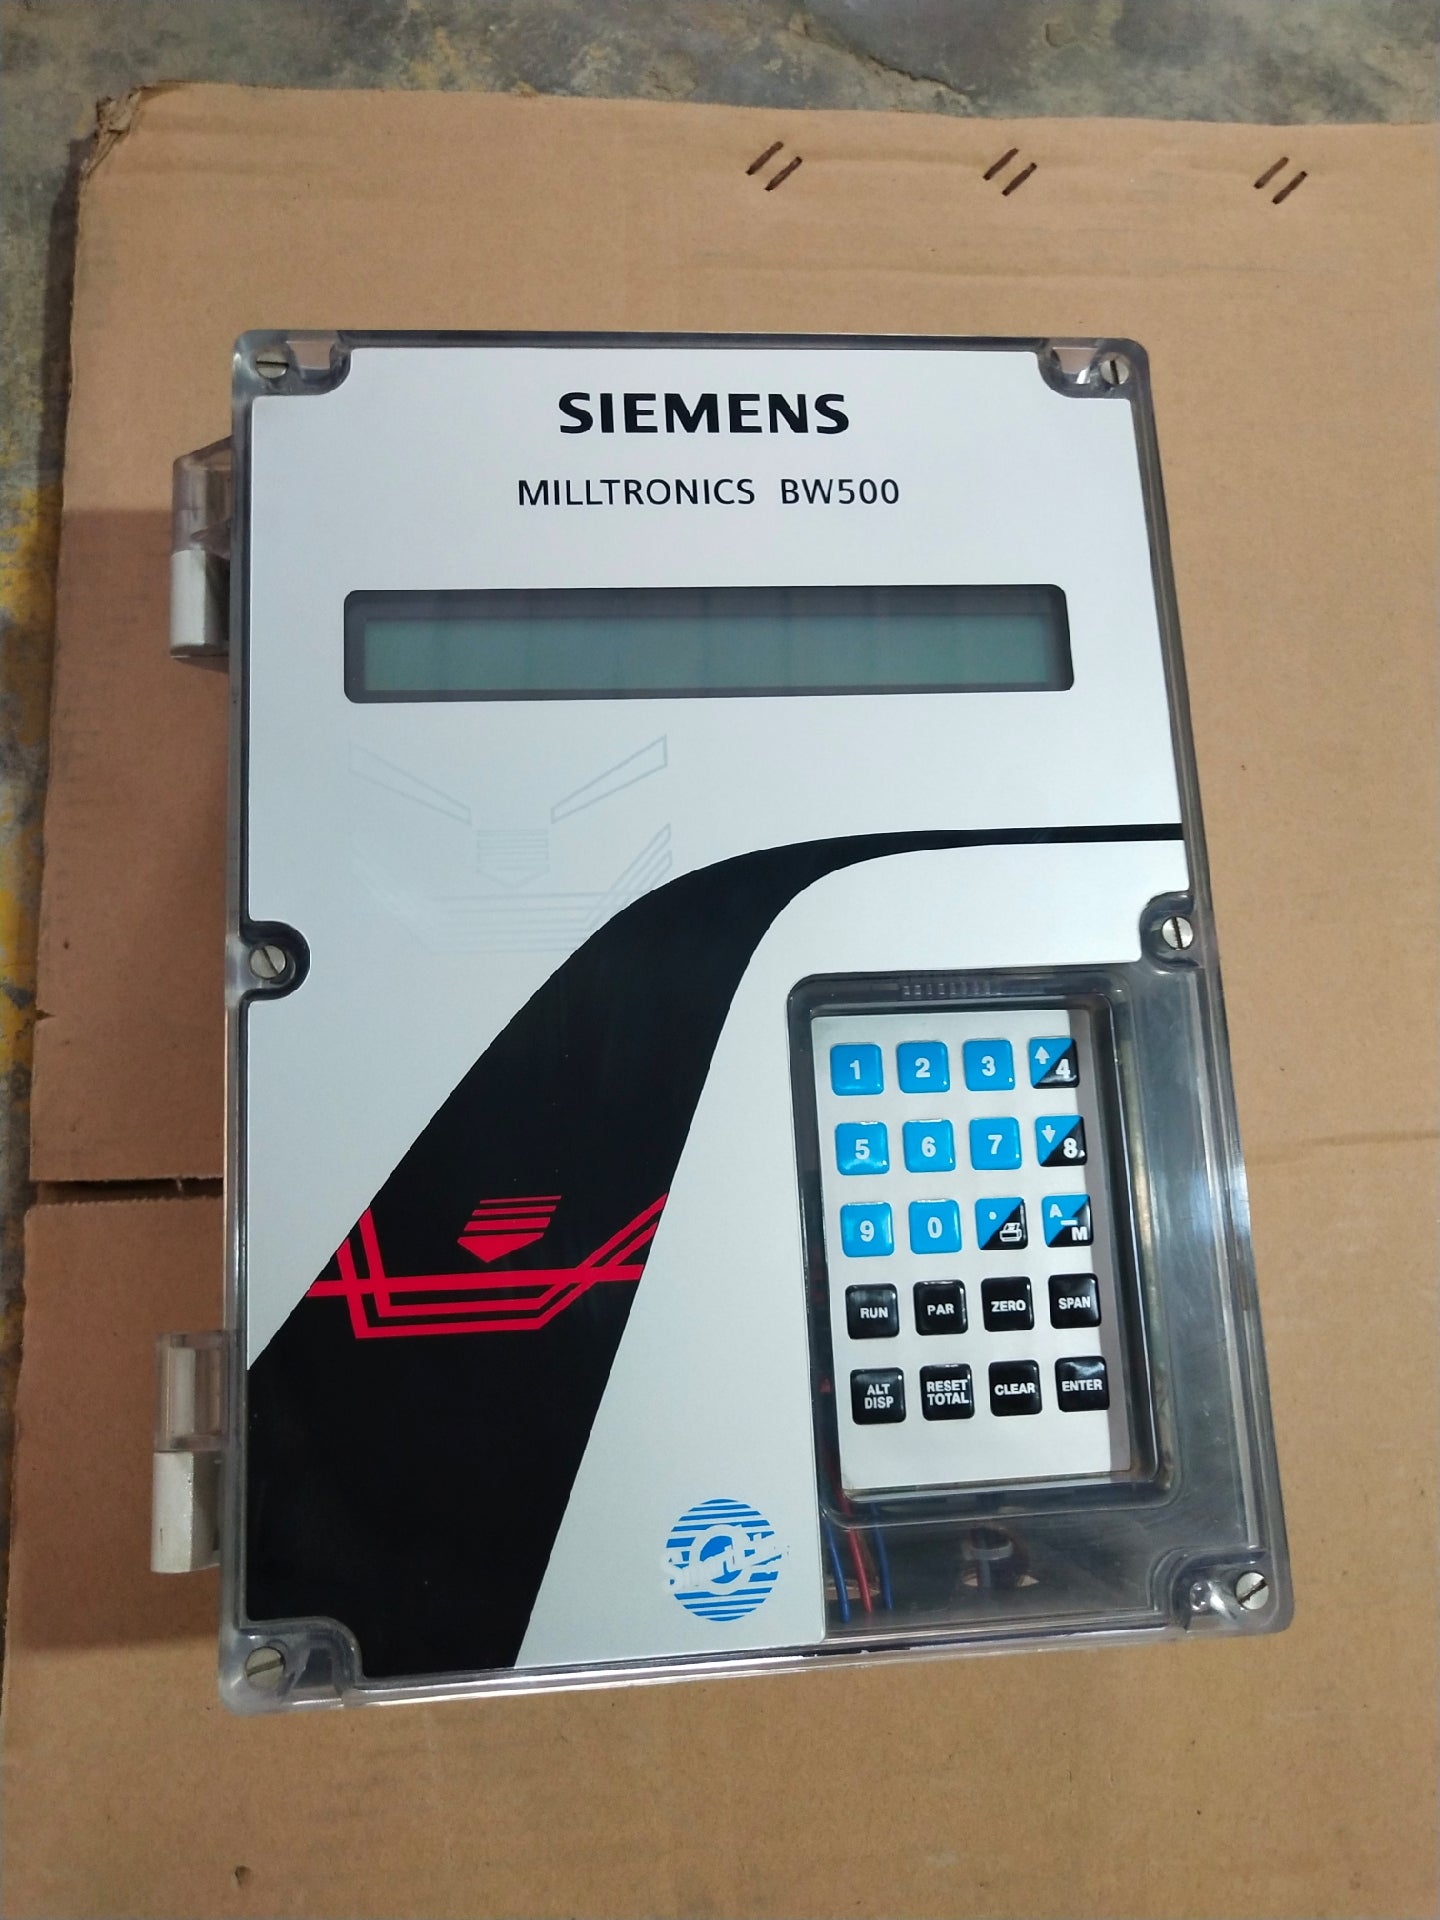 SIEMENS
MILLTRONICS BW500
1 2 3 4
5 6 7 8
9 0 . A M
RUN PAR ZERO SPAN
ALT DISP RESET TOTAL CLEAR ENTER